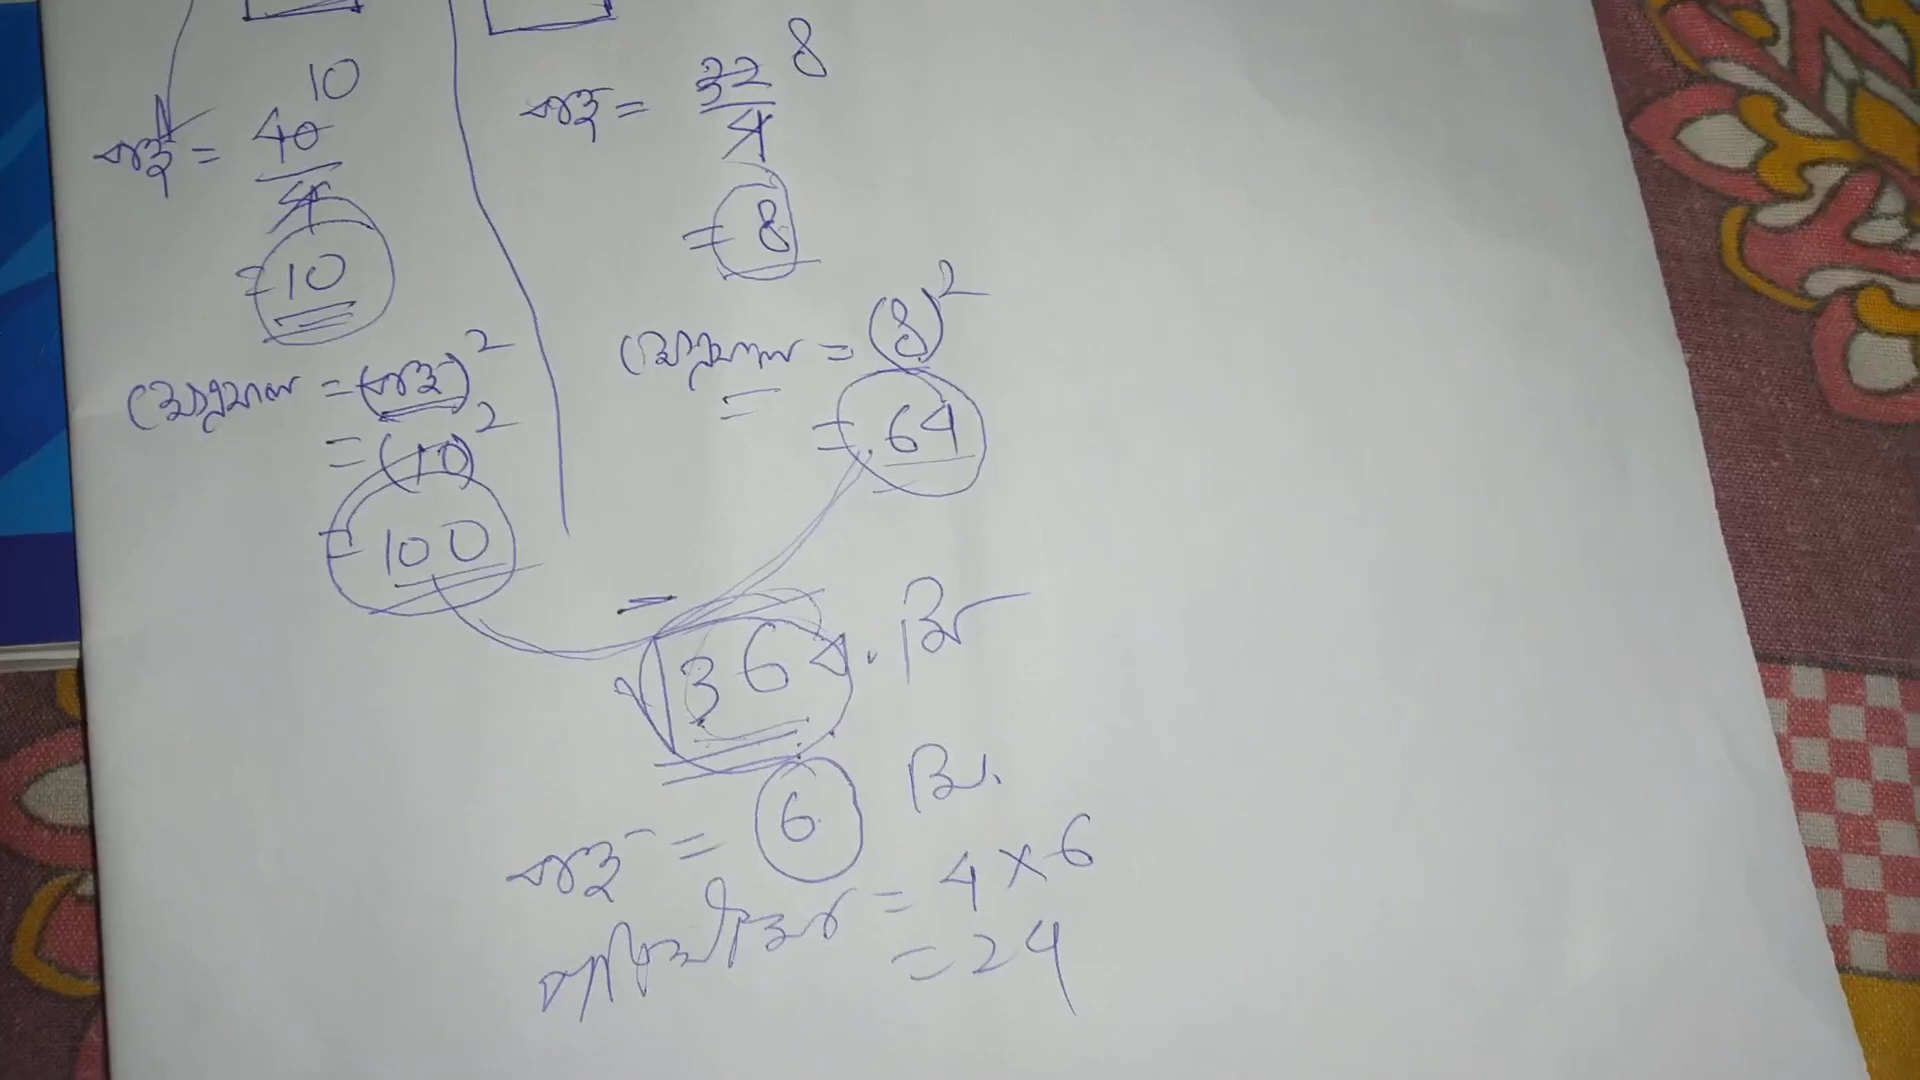 10
বাহু = 40/4
= 10
ক্ষেত্রফল = (বাহু)²
= (10)²
= 100
8
বাহু = 32/4
= 8
ক্ষেত্রফল = (8)²
= 64
√36
বাহু = 6 মি.
পরিসীমা = 4 × 6
= 24